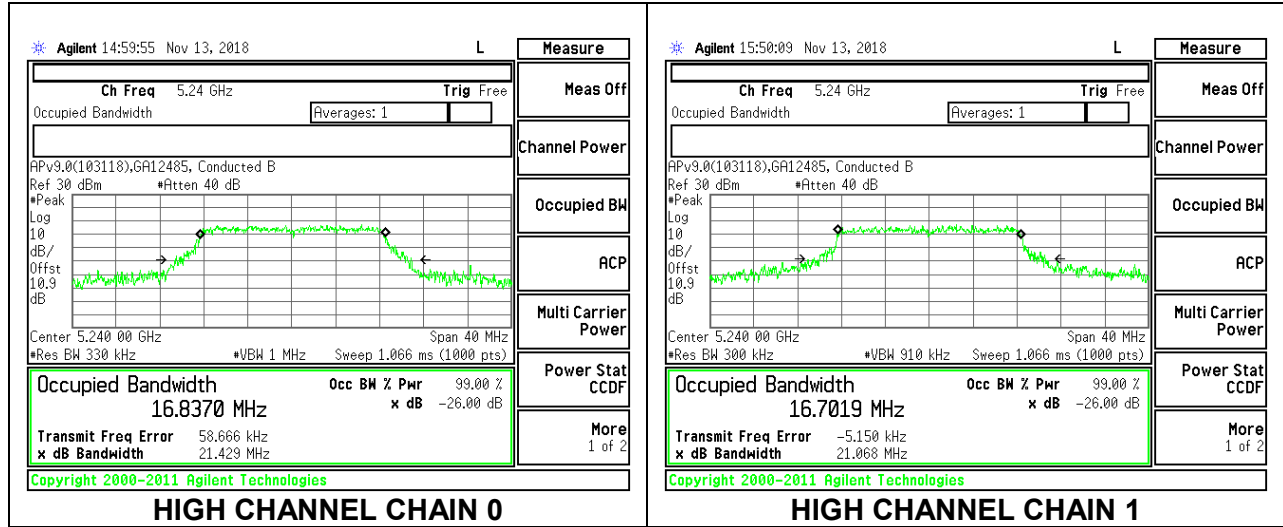 Agilent 14:59:55 Nov 13, 2018 L
Measure
Ch Freq 5.24 GHz Trig Free
Meas Off
Occupied Bandwidth Averages: 1
Channel Power
APv9.0(103118),GA12485, Conducted B
Ref 30 dBm #Atten 40 dB
#Peak
Log
10
dB/
Offst
10.9
dB
Occupied BW
ACP
Multi Carrier
Power
Center 5.240 00 GHz Span 40 MHz
#Res BW 330 kHz #VBW 1 MHz Sweep 1.066 ms (1000 pts)
Power Stat
CCDF
Occupied Bandwidth Occ BW % Pwr 99.00 %
16.8370 MHz x dB -26.00 dB
Transmit Freq Error 58.666 kHz
x dB Bandwidth 21.429 MHz
More
1 of 2
Copyright 2000-2011 Agilent Technologies
HIGH CHANNEL CHAIN 0
Agilent 15:50:09 Nov 13, 2018 L
Measure
Ch Freq 5.24 GHz Trig Free
Meas Off
Occupied Bandwidth Averages: 1
Channel Power
APv9.0(103118),GA12485, Conducted B
Ref 30 dBm #Atten 40 dB
#Peak
Log
10
dB/
Offst
10.9
dB
Occupied BW
ACP
Multi Carrier
Power
Center 5.240 00 GHz Span 40 MHz
#Res BW 300 kHz #VBW 910 kHz Sweep 1.066 ms (1000 pts)
Power Stat
CCDF
Occupied Bandwidth Occ BW % Pwr 99.00 %
16.7019 MHz x dB -26.00 dB
Transmit Freq Error -5.150 kHz
x dB Bandwidth 21.068 MHz
More
1 of 2
Copyright 2000-2011 Agilent Technologies
HIGH CHANNEL CHAIN 1